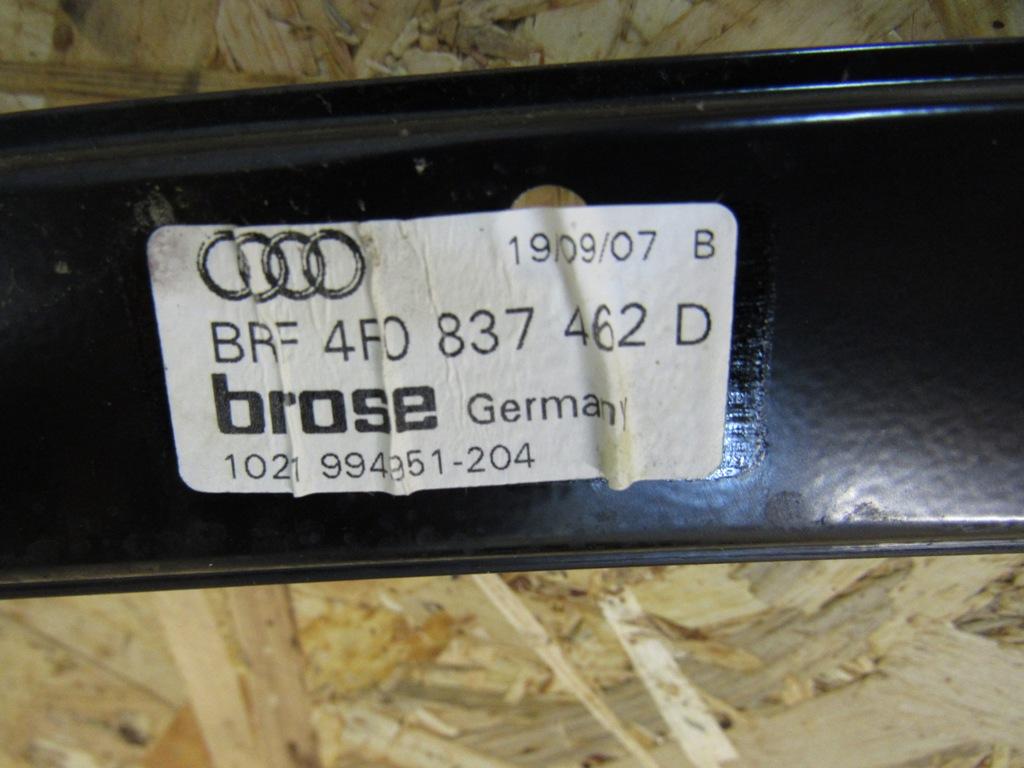 19/09/07 B
BRF 4F0 837 462 D
brose Germany
1021 994951-204